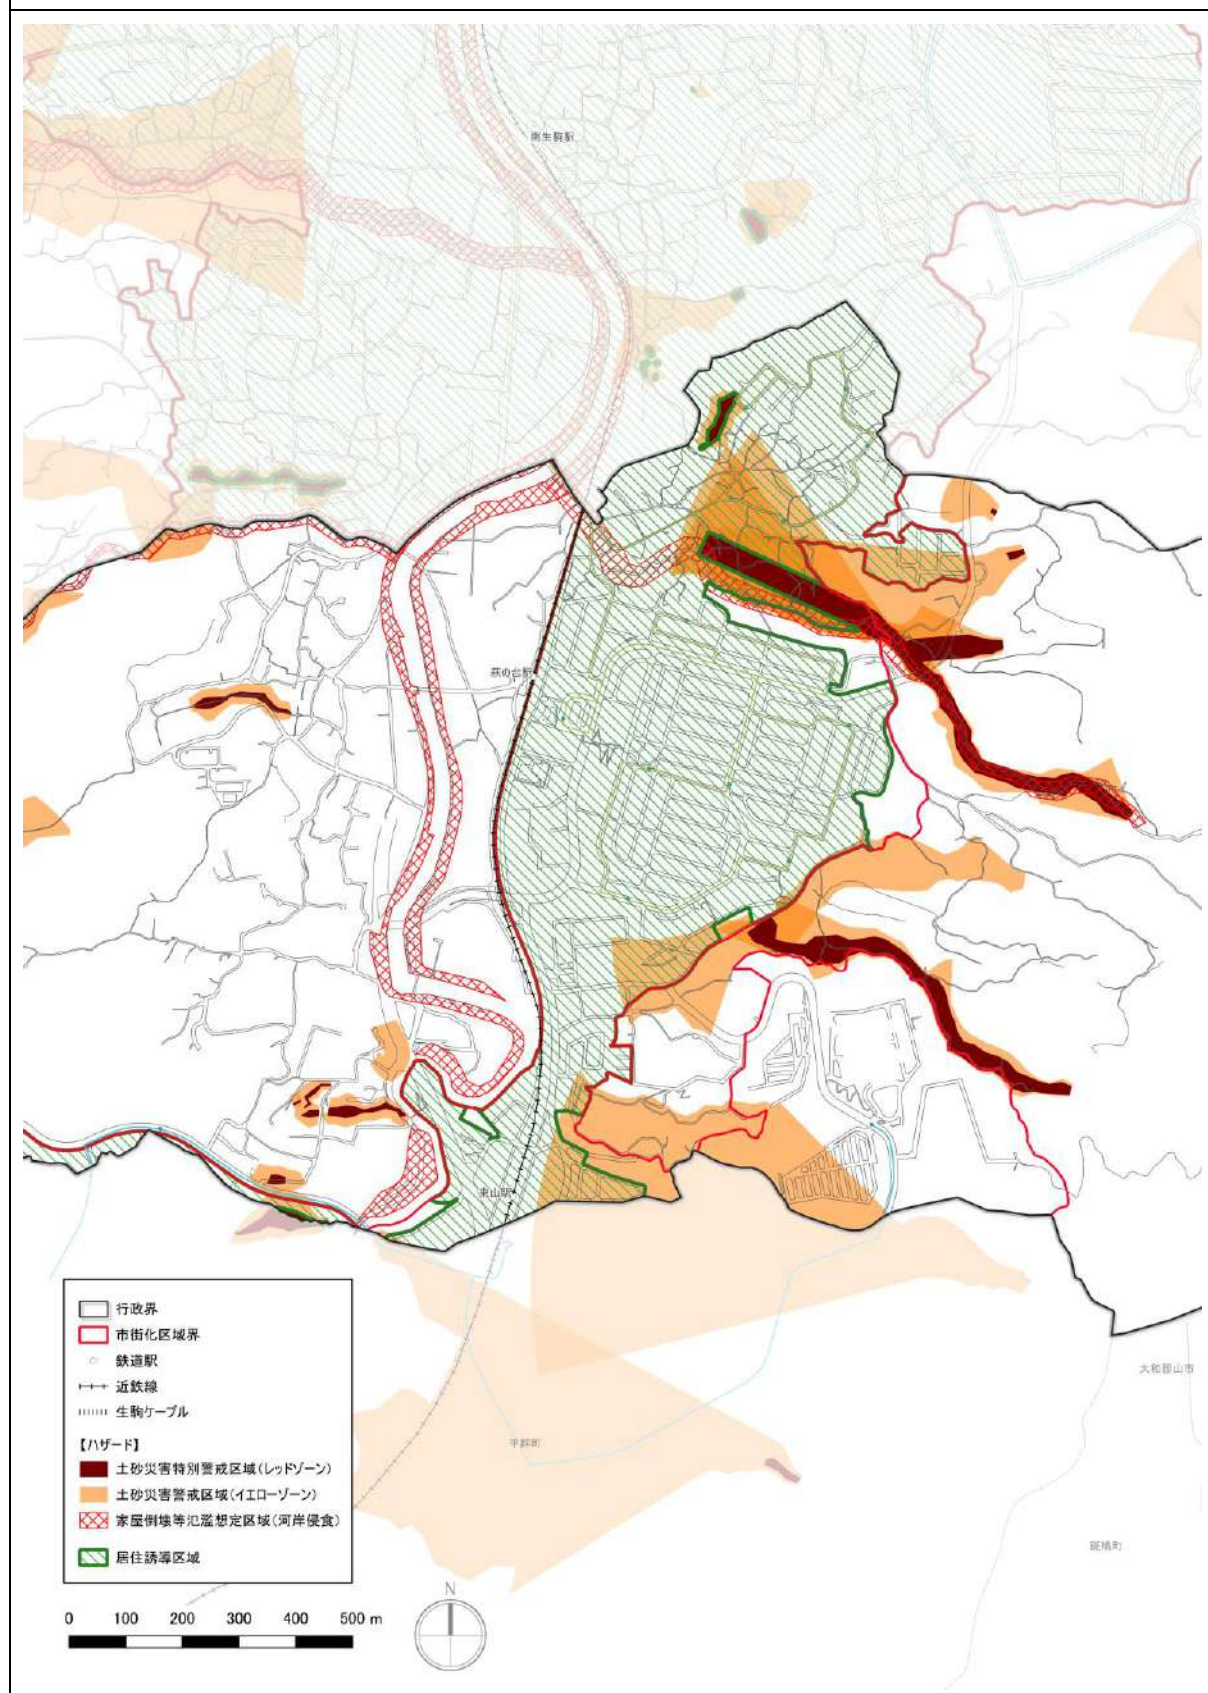 南生駒駅
萩の台駅
東山駅
行政界
市街化区域界
鉄道駅
近鉄線
生駒ケーブル
【ハザード】
土砂災害特別警戒区域(レッドゾーン)
土砂災害警戒区域(イエローゾーン)
家屋倒壊等氾濫想定区域(河岸侵食)
居住誘導区域
大和郡山市
平群町
斑鳩町
N
0 100 200 300 400 500 m